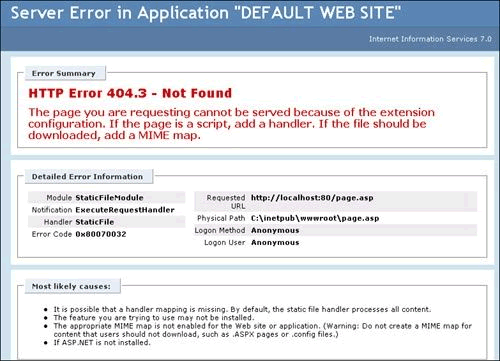 Server Error in Application "DEFAULT WEB SITE"
Internet Information Services 7.0
Error Summary
HTTP Error 404.3 - Not Found
The page you are requesting cannot be served because of the extension
configuration. If the page is a script, add a handler. If the file should be
downloaded, add a MIME map.
Detailed Error Information
Module StaticFileModule
Notification ExecuteRequestHandler
Handler StaticFile
Error Code 0x80070032
Requested URL http://localhost:80/page.asp
Physical Path C:\inetpub\wwwroot\page.asp
Logon Method Anonymous
Logon User Anonymous
Most likely causes:
• It is possible that a handler mapping is missing. By default, the static file handler processes all content.
• The feature you are trying to use may not be installed.
• The appropriate MIME map is not enabled for the Web site or application. (Warning: Do not create a MIME map for
content that users should not download, such as .ASPX pages or .config files.)
• If ASP.NET is not installed.